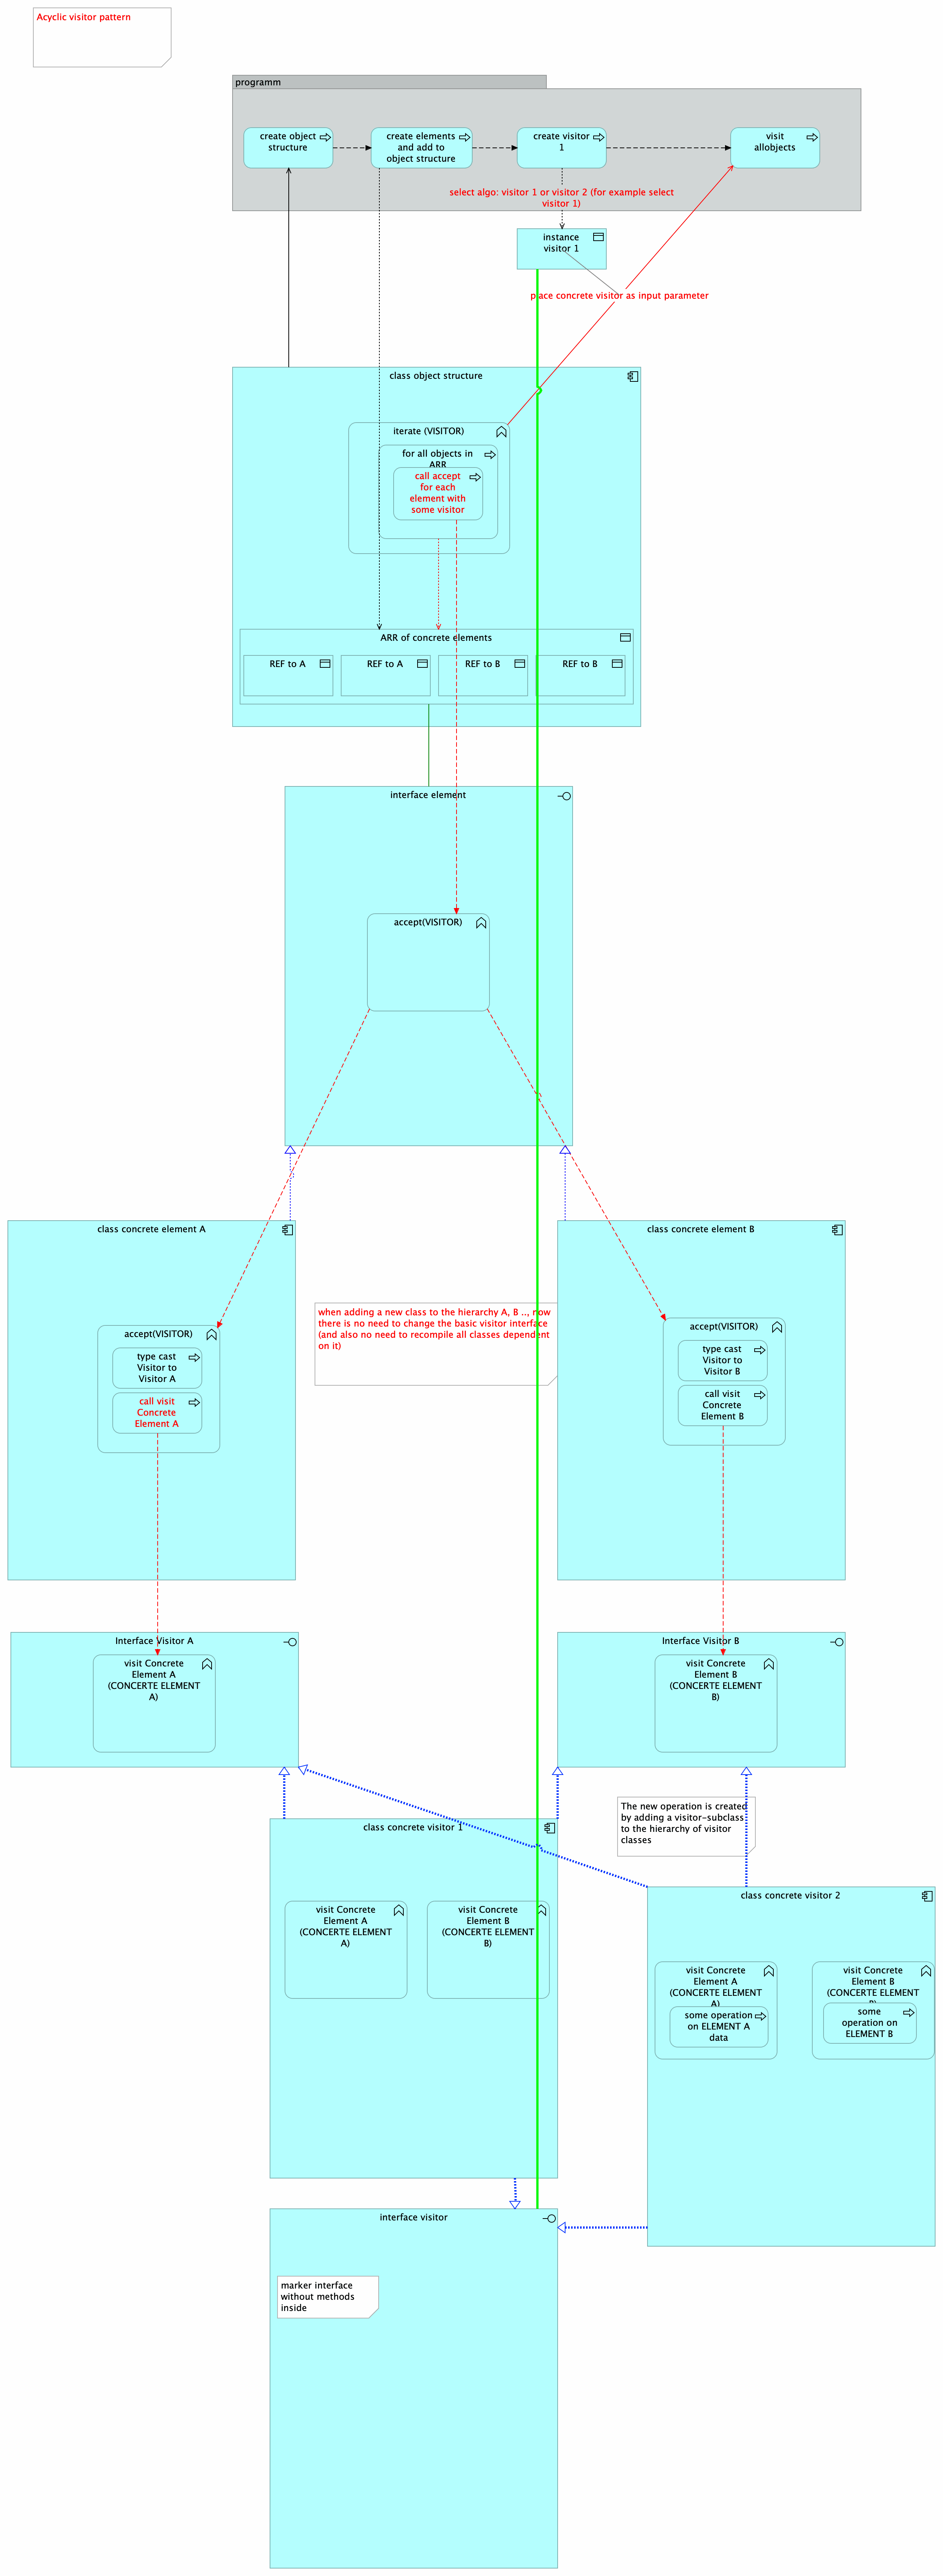 Acyclic visitor pattern
programm
create object
structure
create elements
and add to
object structure
create visitor
1
visit
allobjects
select algo: visitor 1 or visitor 2 (for example select
visitor 1)
instance
visitor 1
place concrete visitor as input parameter
class object structure
iterate (VISITOR)
for all objects in
ARR
call accept
for each
element with
some visitor
ARR of concrete elements
REF to A
REF to A
REF to B
REF to B
interface element
accept(VISITOR)
class concrete element A
class concrete element B
when adding a new class to the hierarchy A, B .., now
there is no need to change the basic visitor interface
(and also no need to recompile all classes dependent
on it)
accept(VISITOR)
type cast
Visitor to
Visitor A
call visit
Concrete
Element A
accept(VISITOR)
type cast
Visitor to
Visitor B
call visit
Concrete
Element B
Interface Visitor A
visit Concrete
Element A
(CONCERTE ELEMENT
A)
Interface Visitor B
visit Concrete
Element B
(CONCERTE ELEMENT
B)
The new operation is created
by adding a visitor-subclass
to the hierarchy of visitor
classes
class concrete visitor 1
visit Concrete
Element A
(CONCERTE ELEMENT
A)
visit Concrete
Element B
(CONCERTE ELEMENT
B)
class concrete visitor 2
visit Concrete
Element A
(CONCERTE ELEMENT
A)
some operation
on ELEMENT A
data
visit Concrete
Element B
(CONCERTE ELEMENT
B)
some
operation on
ELEMENT B
interface visitor
marker interface
without methods
inside